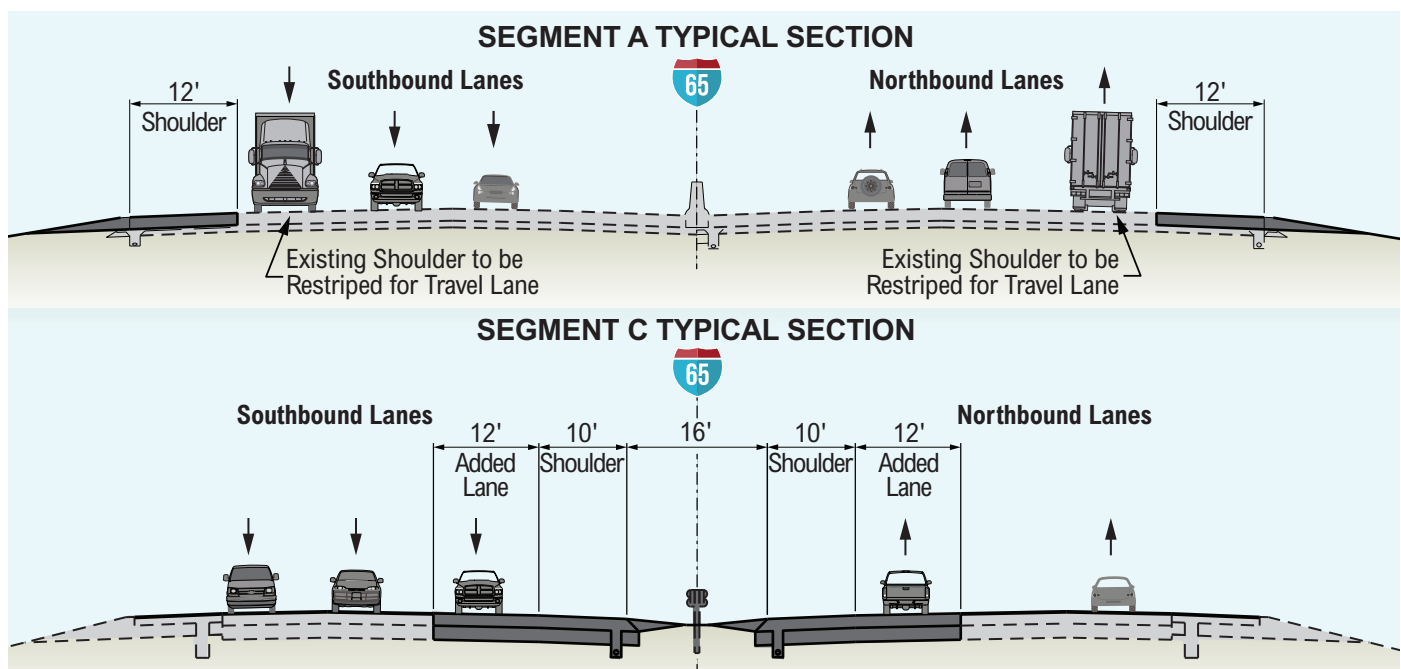 SEGMENT A TYPICAL SECTION
65
Southbound Lanes
Northbound Lanes
12'
Shoulder
12'
Shoulder
Existing Shoulder to be
Restriped for Travel Lane
Existing Shoulder to be
Restriped for Travel Lane
SEGMENT C TYPICAL SECTION
65
Southbound Lanes
Northbound Lanes
12'
Added
Lane
10'
Shoulder
16'
10'
Shoulder
12'
Added
Lane